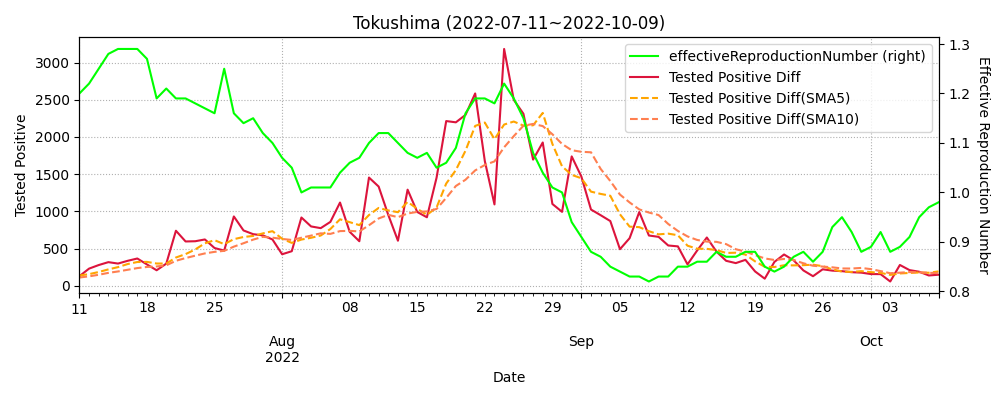 Tokushima (2022-07-11~2022-10-09)
Tested Positive
3000
2500
2000
1500
1000
500
0
effectiveReproductionNumber (right)
Tested Positive Diff
Tested Positive Diff(SMA5)
Tested Positive Diff(SMA10)
1.3
1.2
1.1
1.0
0.9
0.8
Effective Reproduction Number
11 18 25 08 15 22 29 05 12 19 26 03
Aug Sep Oct
2022
Date